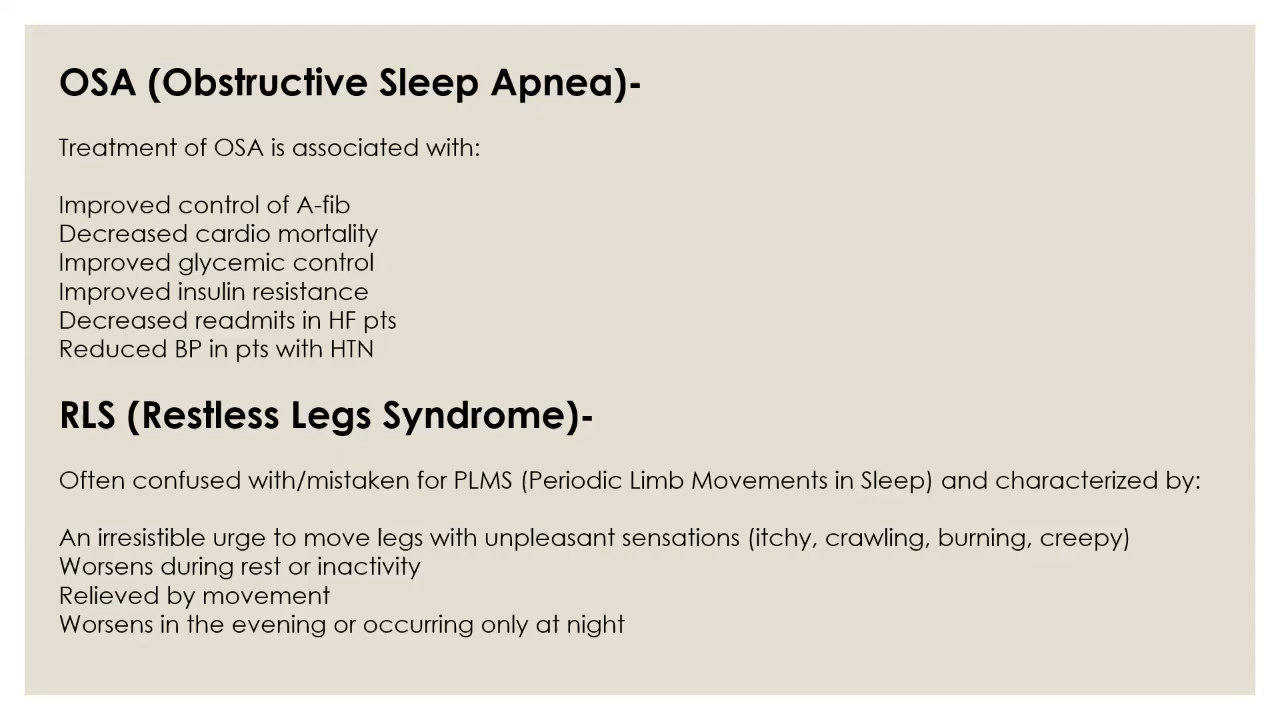 OSA (Obstructive Sleep Apnea)-
Treatment of OSA is associated with:
Improved control of A-fib
Decreased cardio mortality
Improved glycemic control
Improved insulin resistance
Decreased readmits in HF pts
Reduced BP in pts with HTN
RLS (Restless Legs Syndrome)-
Often confused with/mistaken for PLMS (Periodic Limb Movements in Sleep) and characterized by:
An irresistible urge to move legs with unpleasant sensations (itchy, crawling, burning, creepy)
Worsens during rest or inactivity
Relieved by movement
Worsens in the evening or occurring only at night